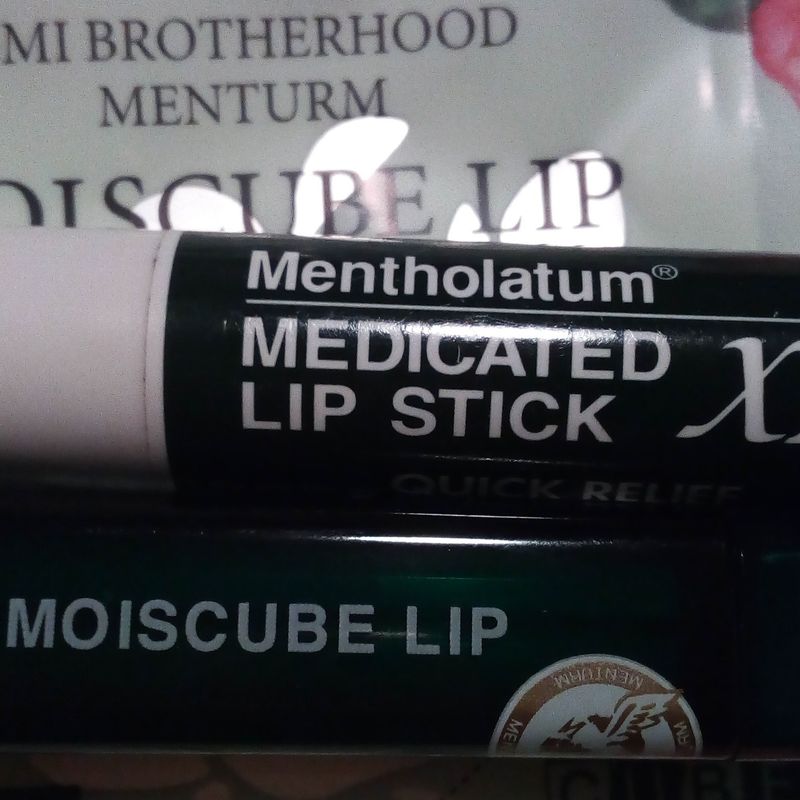 MI BROTHERHOOD
MENTURM
OISCUBE LIP
Mentholatum®
MEDICATED
LIP STICK
QUICK RELIEF
MOISCUBE LIP
MENTURM